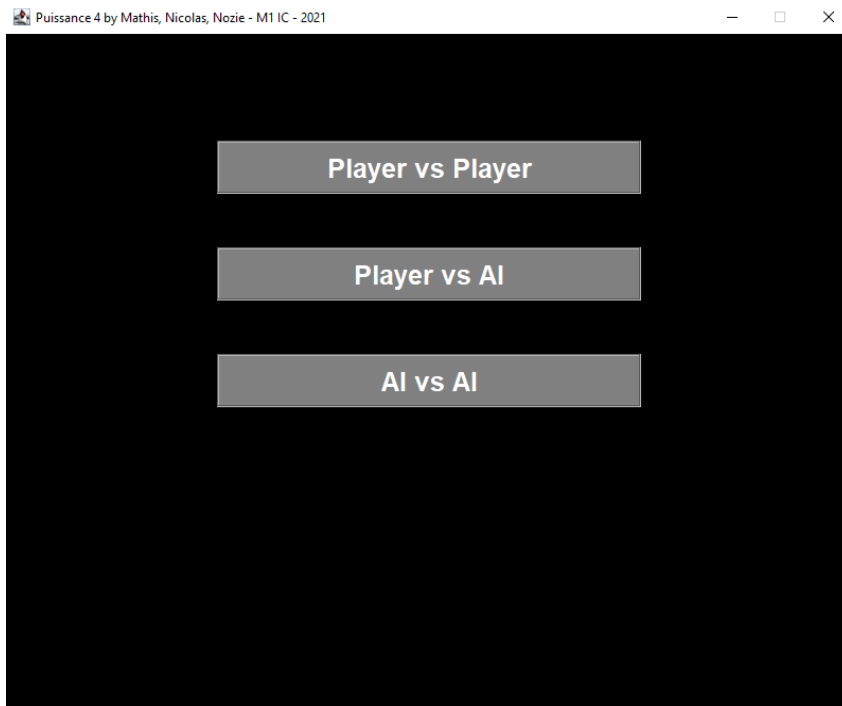 Puissance 4 by Mathis, Nicolas, Nozie - M1 IC - 2021
Player vs Player
Player vs AI
AI vs AI